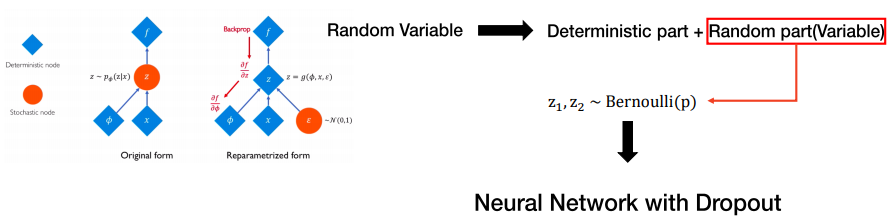 Deterministic node
Stochastic node
f
z ~ pϕ(z|x)
z
ϕ
x
Original form
Backprop
f
∂f
∂z
z
z = g(ϕ, x, ε)
∂f
∂ϕ
ϕ
x
ε
~N(0,1)
Reparametrized form
Random Variable
Deterministic part + Random part(Variable)
z₁,z₂ ~ Bernoulli(p)
Neural Network with Dropout